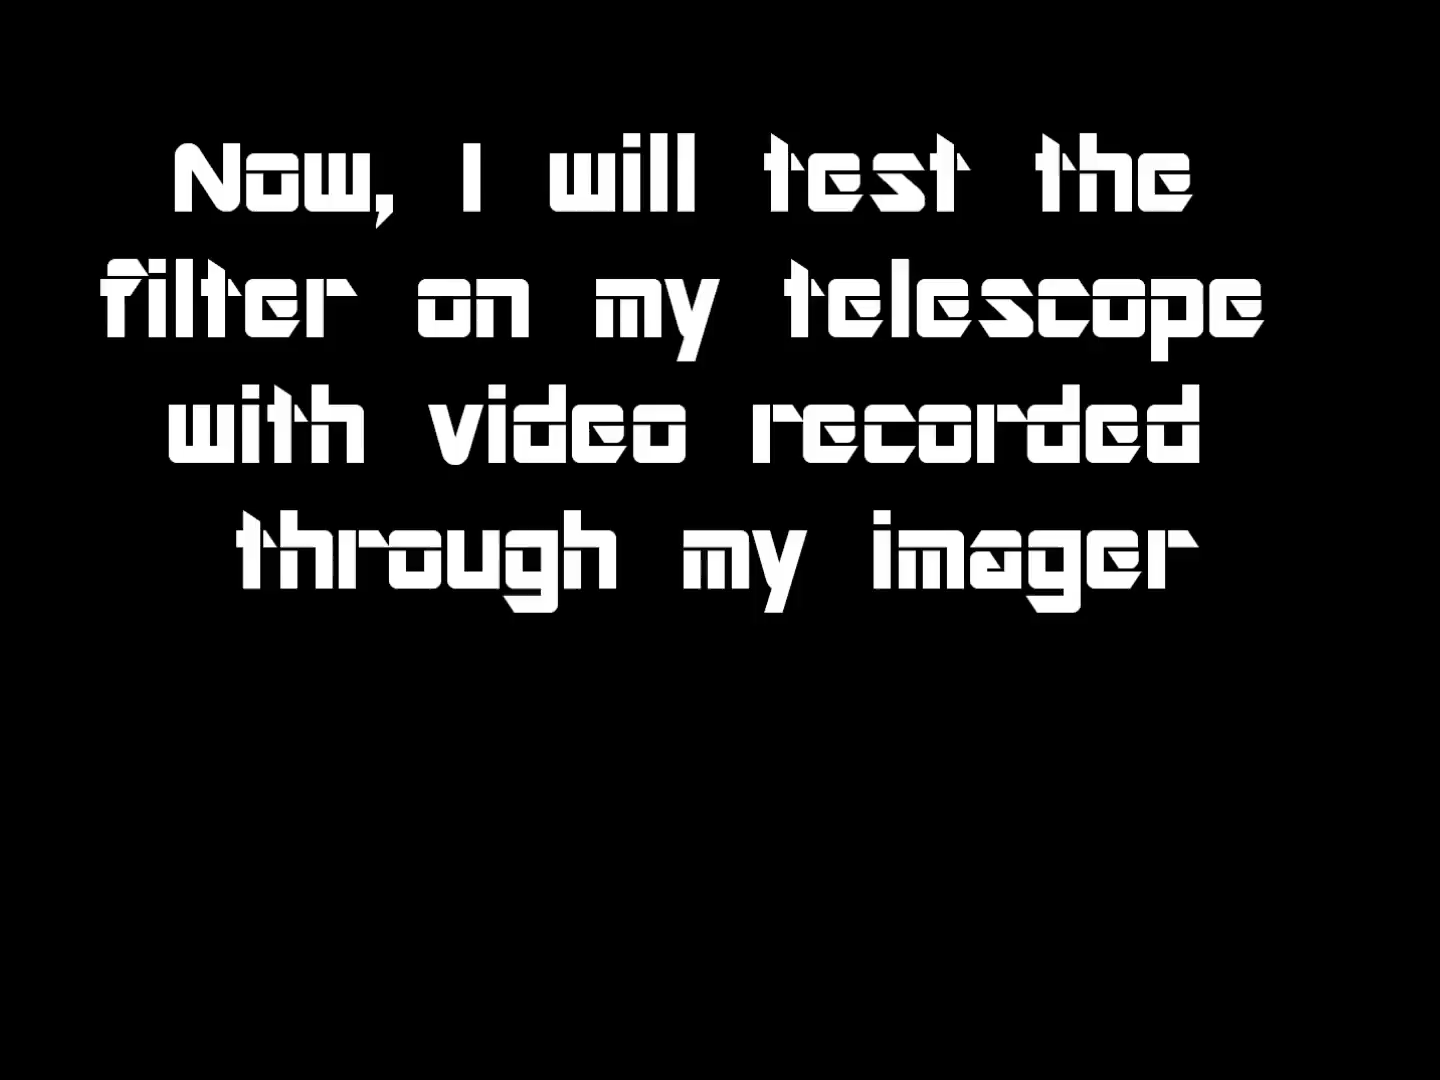 Now, I will test the
filter on my telescope
with video recorded
through my imager